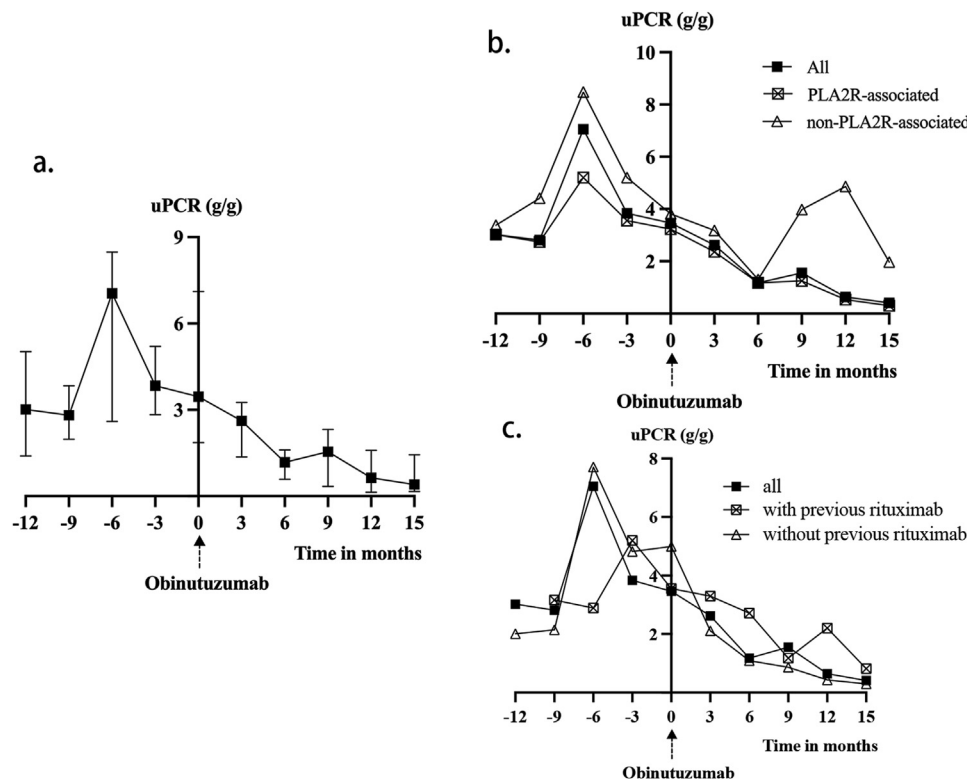 a.
uPCR (g/g)
9
6
3
-12 -9 -6 -3 0 3 6 9 12 15
Time in months
Obinutuzumab
b.
uPCR (g/g)
10
8
6
4
2
All
PLA2R-associated
non-PLA2R-associated
-12 -9 -6 -3 0 3 6 9 12 15
Time in months
Obinutuzumab
c.
uPCR (g/g)
8
6
4
2
all
with previous rituximab
without previous rituximab
-12 -9 -6 -3 0 3 6 9 12 15
Time in months
Obinutuzumab